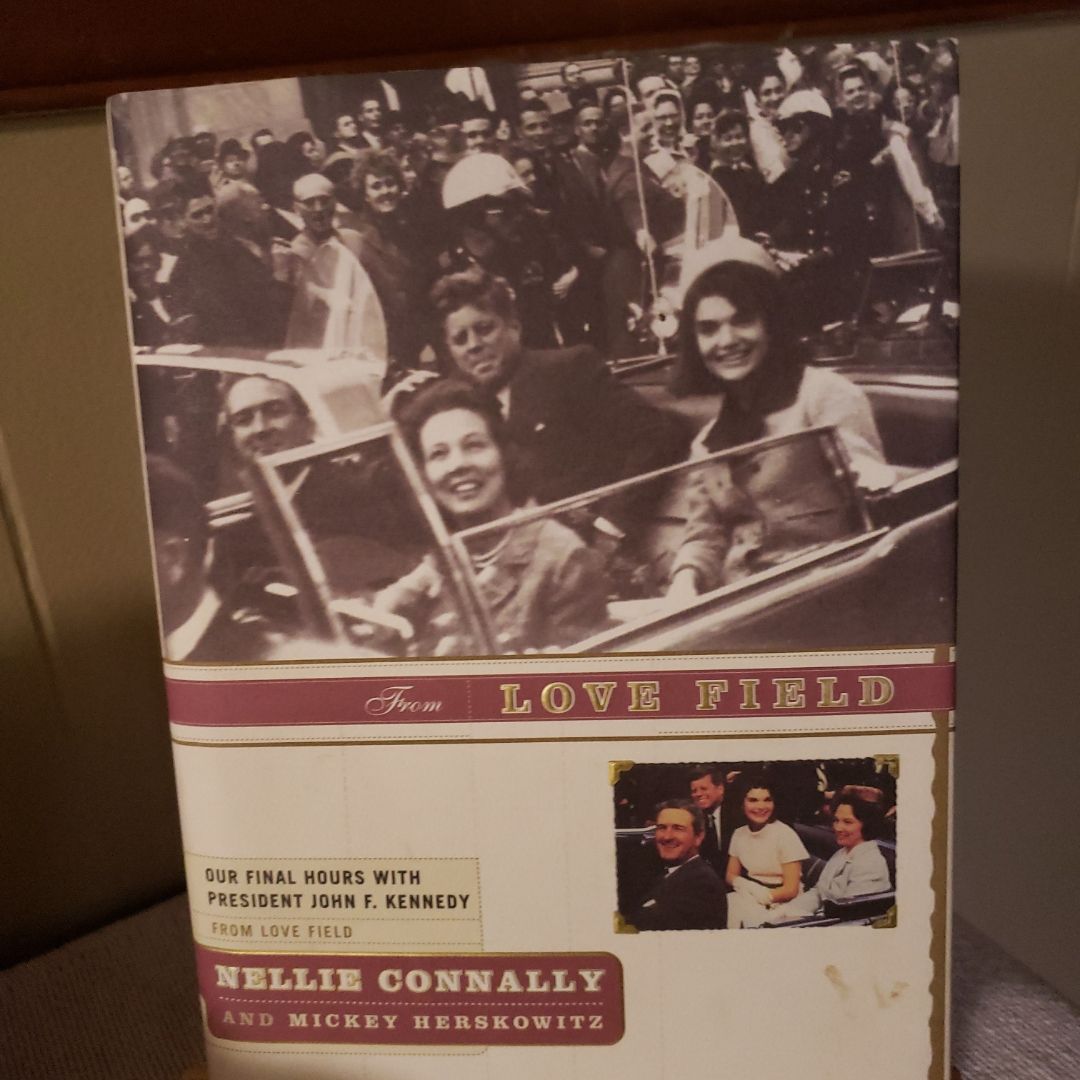 From LOVE FIELD
OUR FINAL HOURS WITH
PRESIDENT JOHN F. KENNEDY
FROM LOVE FIELD
NELLIE CONNALLY
AND MICKEY HERSKOWITZ